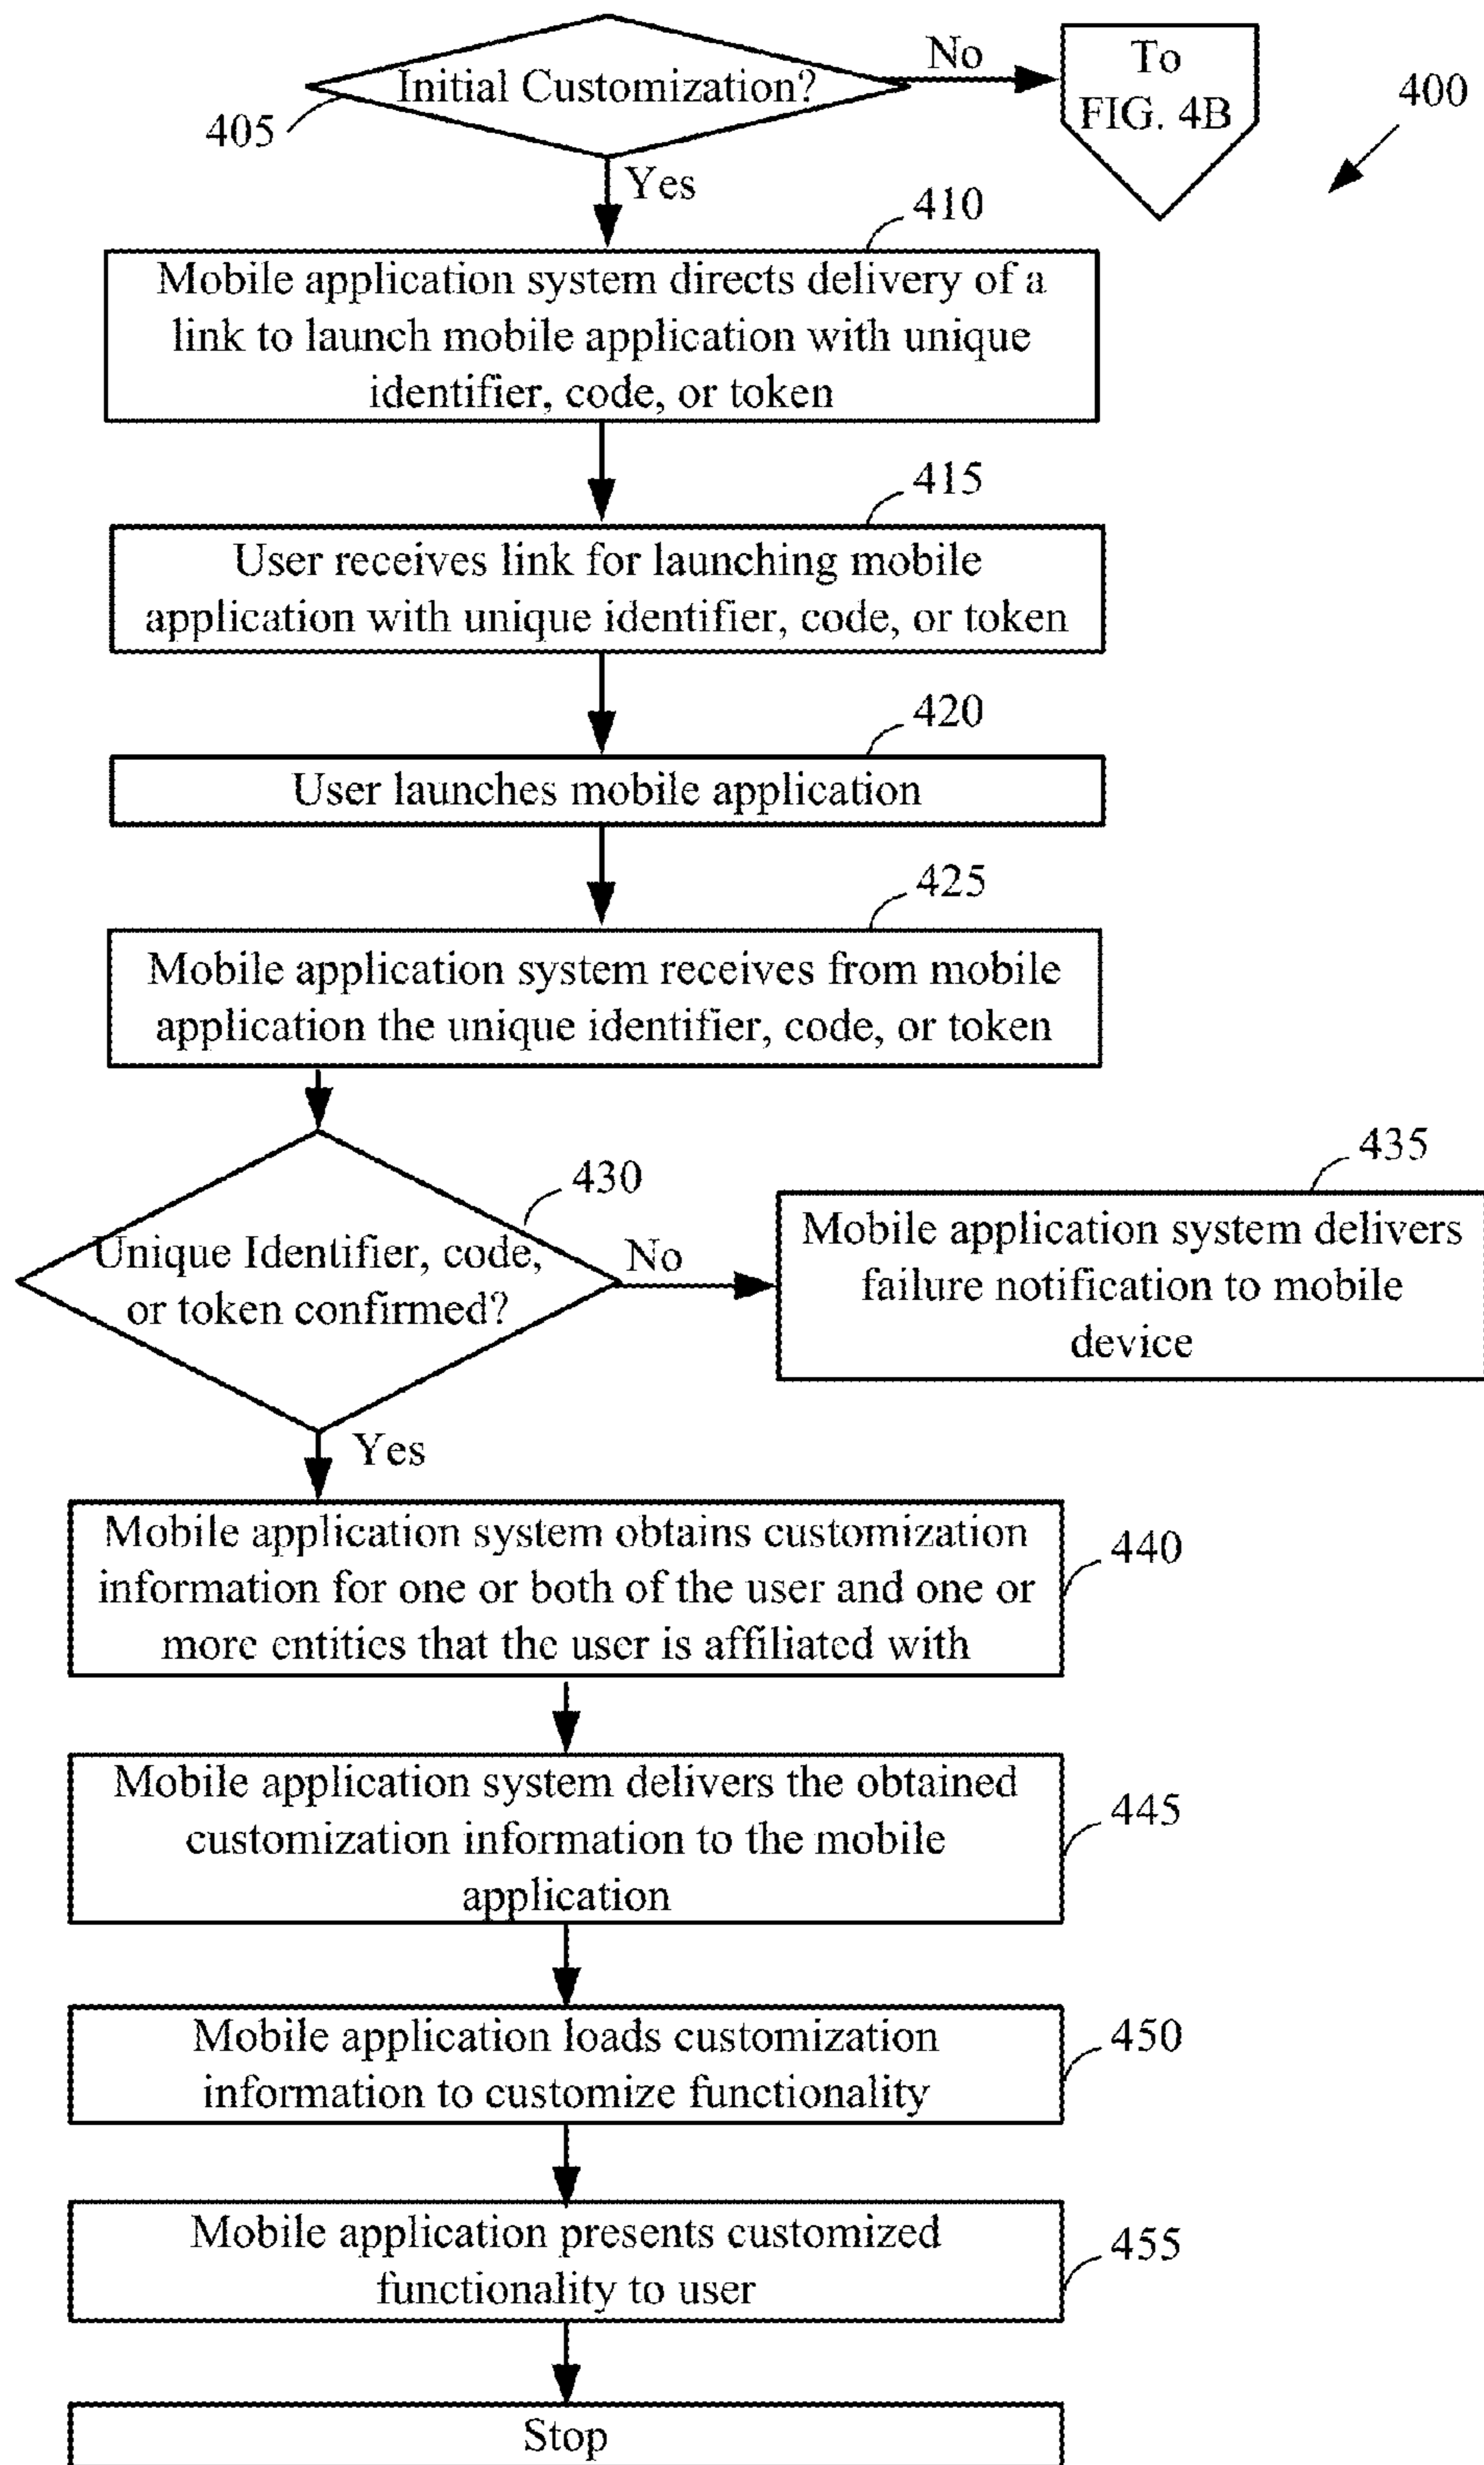 Initial Customization?
No
To
FIG. 4B
400
405
Yes
410
Mobile application system directs delivery of a
link to launch mobile application with unique
identifier, code, or token
415
User receives link for launching mobile
application with unique identifier, code, or token
420
User launches mobile application
425
Mobile application system receives from mobile
application the unique identifier, code, or token
430
Unique Identifier, code,
or token confirmed?
No
435
Mobile application system delivers
failure notification to mobile
device
Yes
Mobile application system obtains customization
information for one or both of the user and one or
more entities that the user is affiliated with
440
Mobile application system delivers the obtained
customization information to the mobile
application
445
Mobile application loads customization
information to customize functionality
450
Mobile application presents customized
functionality to user
455
Stop